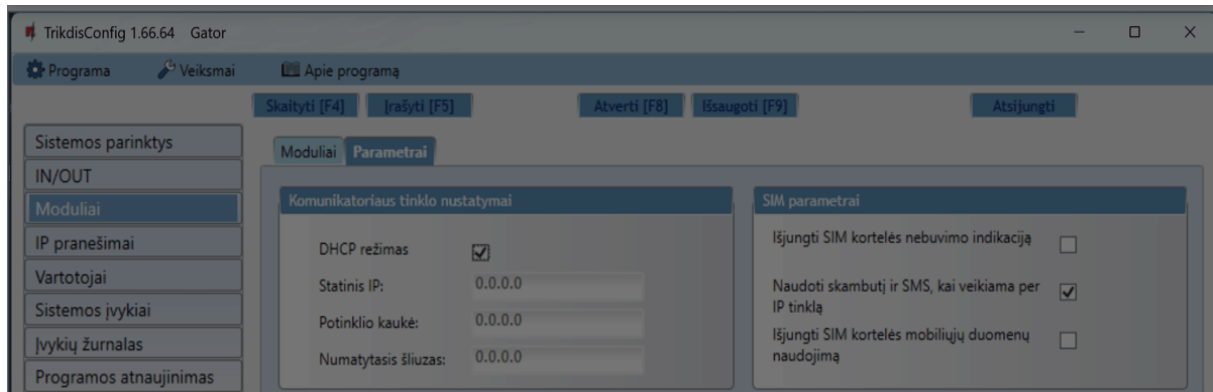 TrikdisConfig 1.66.64 Gator
Programa Veiksmai Apie programą
Skaityti [F4] Įrašyti [F5] Atverti [F8] Išsaugoti [F9] Atsijungti
Sistemos parinktys
IN/OUT
Moduliai
IP pranešimai
Vartotojai
Sistemos įvykiai
Įvykių žurnalas
Programos atnaujinimas
Moduliai Parametrai
Komunikatoriaus tinklo nustatymai
DHCP režimas
Statinis IP: 0.0.0.0
Potinklio kaukė: 0.0.0.0
Numatytasis šliuzas: 0.0.0.0
SIM parametrai
Išjungti SIM kortelės nebuvimo indikaciją
Naudoti skambutį ir SMS, kai veikiama per
IP tinklą
Išjungti SIM kortelės mobiliųjų duomenų
naudojimą